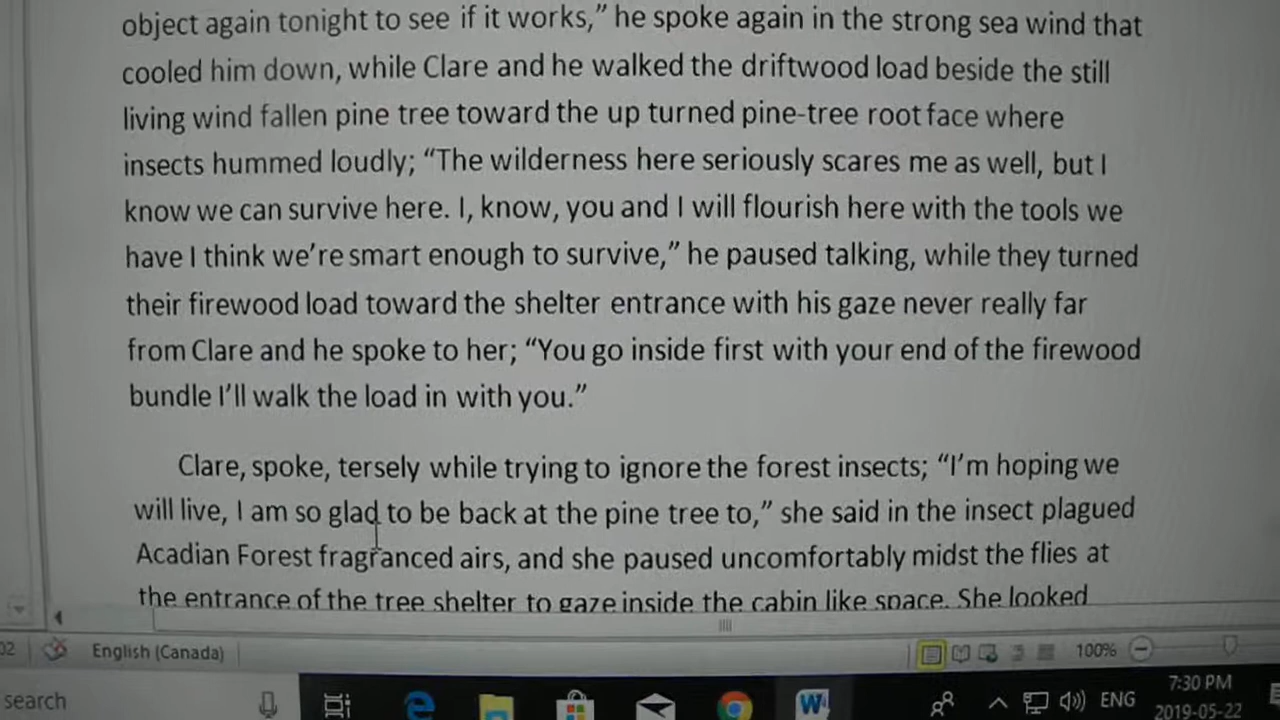 object again tonight to see if it works,” he spoke again in the strong sea wind that
cooled him down, while Clare and he walked the driftwood load beside the still
living wind fallen pine tree toward the up turned pine-tree root face where
insects hummed loudly; “The wilderness here seriously scares me as well, but I
know we can survive here. I, know, you and I will flourish here with the tools we
have I think we’re smart enough to survive,” he paused talking, while they turned
their firewood load toward the shelter entrance with his gaze never really far
from Clare and he spoke to her; “You go inside first with your end of the firewood
bundle I’ll walk the load in with you.”
Clare, spoke, tersely while trying to ignore the forest insects; “I’m hoping we
will live, I am so glad to be back at the pine tree to,” she said in the insect plagued
Acadian Forest fragranced airs, and she paused uncomfortably midst the flies at
the entrance of the tree shelter to gaze inside the cabin like space. She looked
02 English (Canada) 100%
search ENG 7:30 PM
2019-05-22